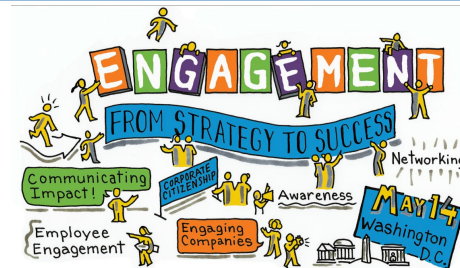 ENGAGEMENT
FROM STRATEGY TO SUCCESS
Networking
Communicating
Impact!
CORPORATE
CITIZENSHIP
Awareness
MAY 14
Washington
D.C.
Employee
Engagement
Engaging
Companies